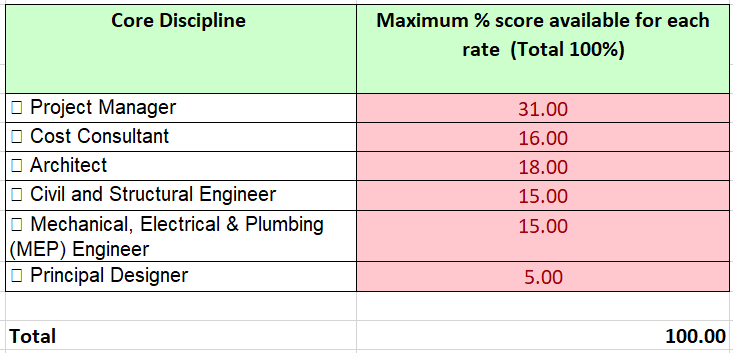 Core Discipline
Maximum % score available for each
rate (Total 100%)
□ Project Manager
31.00
□ Cost Consultant
16.00
□ Architect
18.00
□ Civil and Structural Engineer
15.00
□ Mechanical, Electrical & Plumbing
(MEP) Engineer
15.00
□ Principal Designer
5.00
Total
100.00